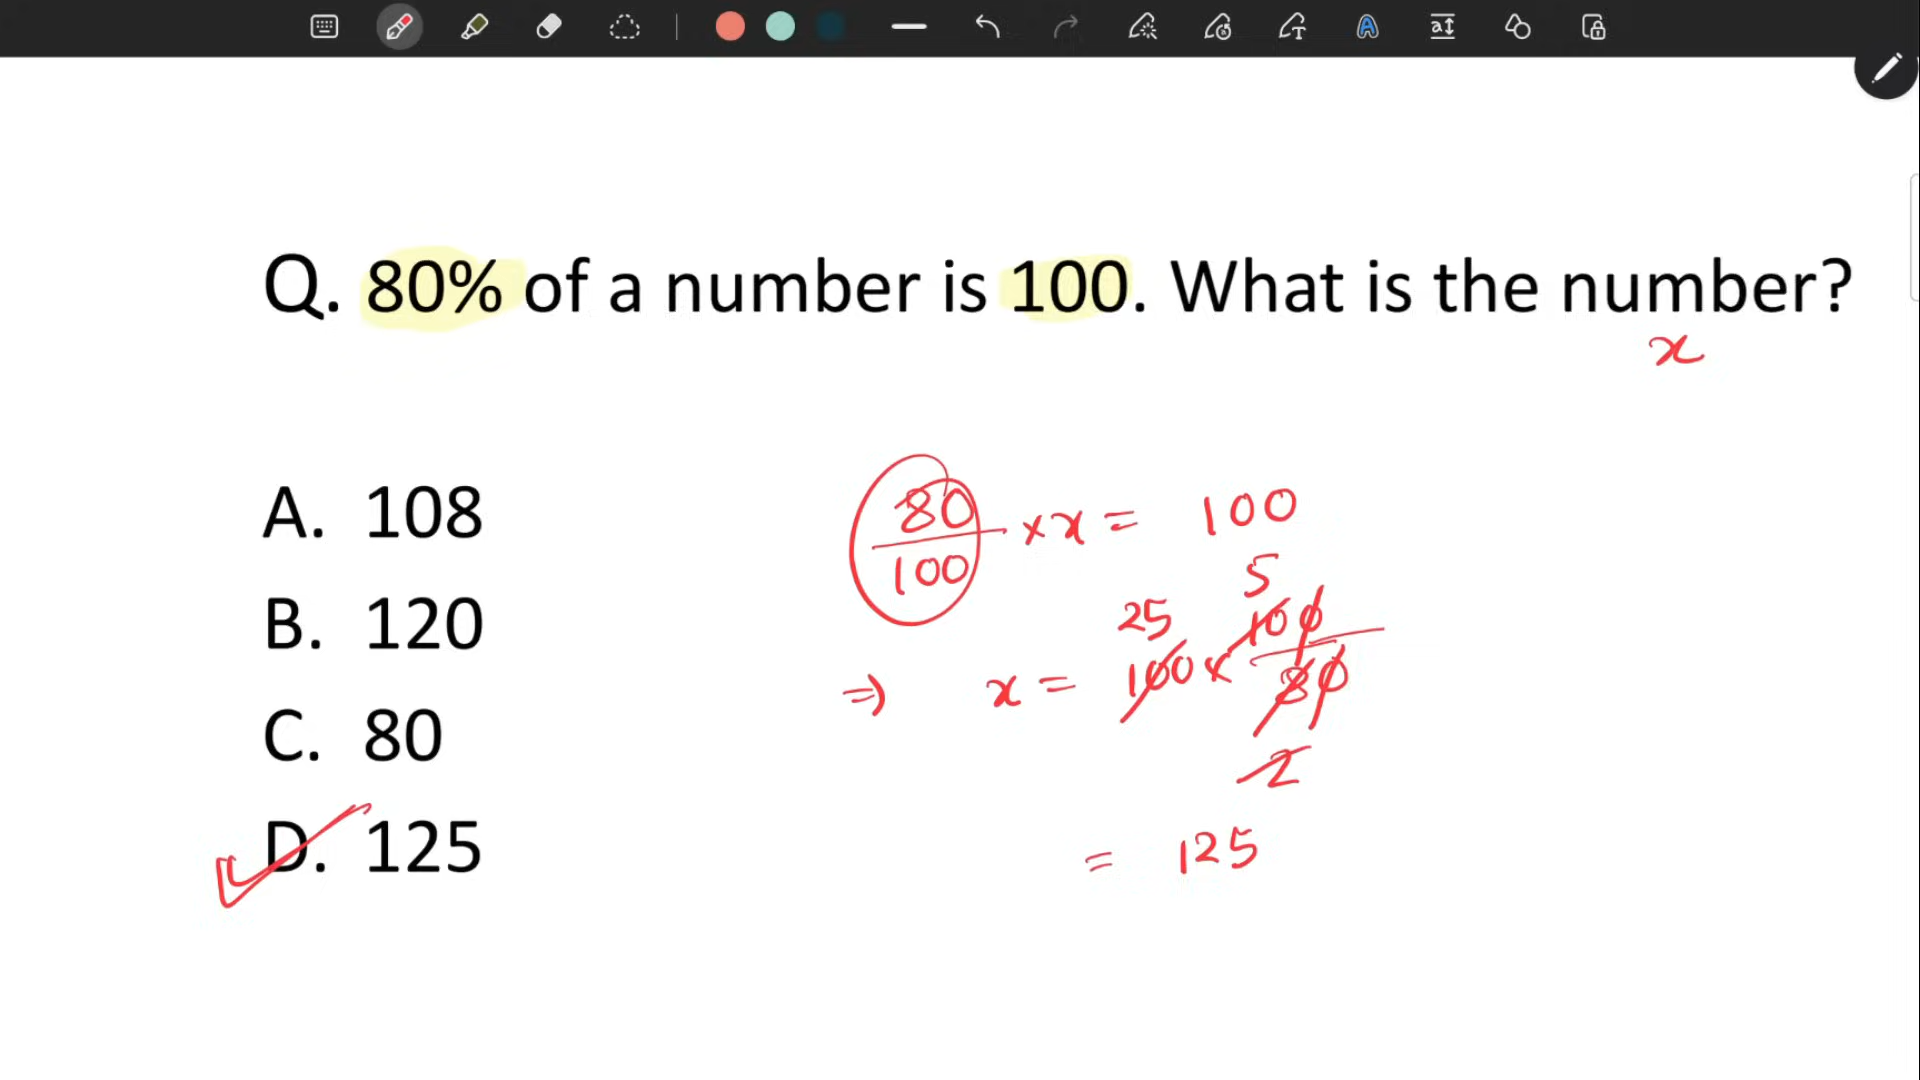 Q. 80% of a number is 100. What is the number?
x
A. 108
B. 120
C. 80
D. 125
80/100 × x = 100
5
25
⇒ x = 100 × 100/80
2
= 125